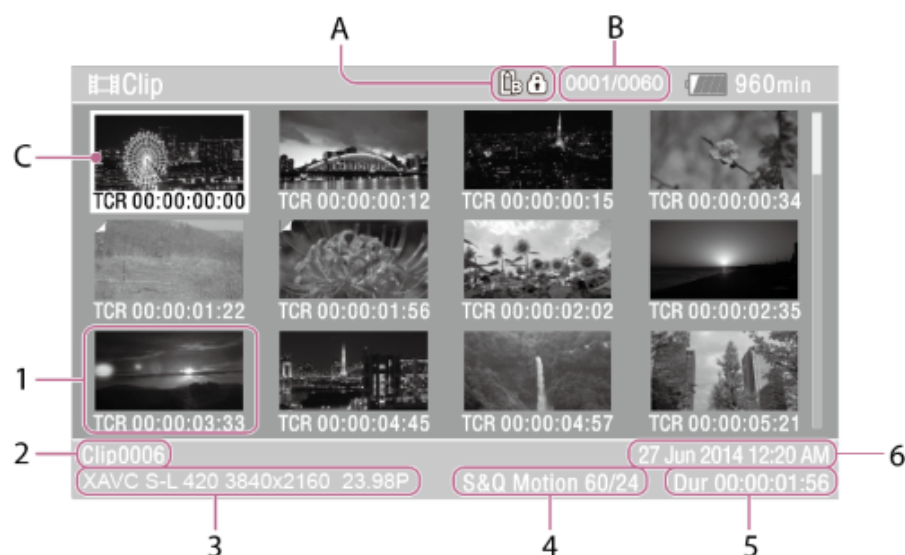 A
B
Clip
B
0001/0060
960min
C
TCR 00:00:00:00
TCR 00:00:00:12
TCR 00:00:00:15
TCR 00:00:00:34
TCR 00:00:01:22
TCR 00:00:01:56
TCR 00:00:02:02
TCR 00:00:02:35
1
TCR 00:00:03:33
TCR 00:00:04:45
TCR 00:00:04:57
TCR 00:00:05:21
2
Clip0006
27 Jun 2014 12:20 AM
6
XAVC S-L 420 3840x2160 23.98P
S&Q Motion 60/24
Dur 00:00:01:56
3
4
5